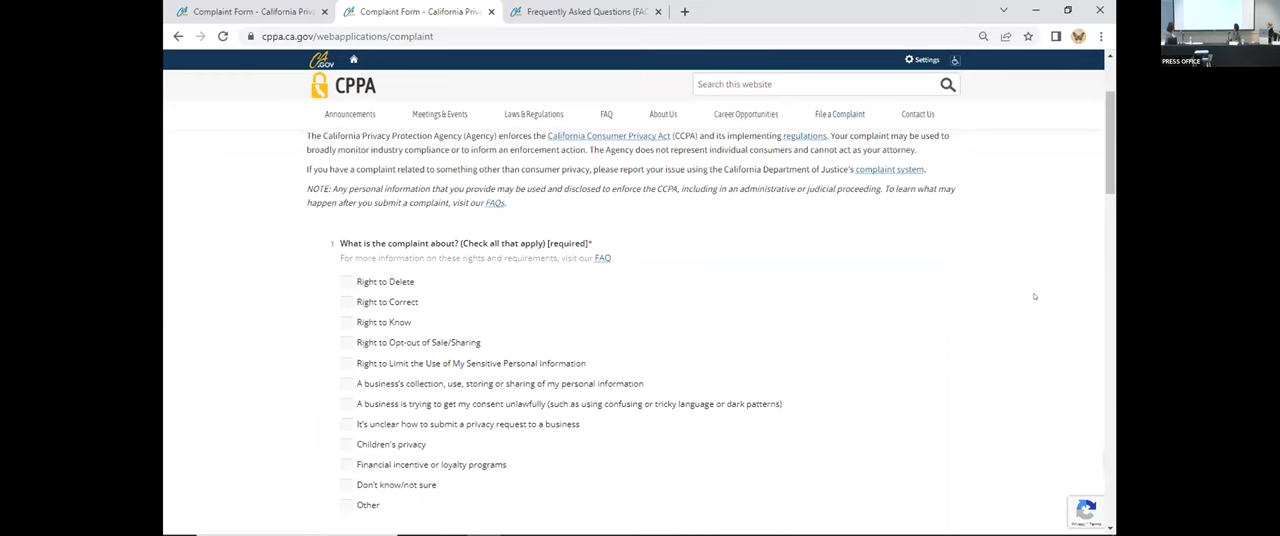 Complaint Form - California Priv
Complaint Form - California Priv
Frequently Asked Questions (FAC
cppa.ca.gov/webapplications/complaint
PRESS OFFICE
CA.GOV
Settings
CPPA
Search this website
Announcements
Meetings & Events
Laws & Regulations
FAQ
About Us
Career Opportunities
File a Complaint
Contact Us
The California Privacy Protection Agency (Agency) enforces the California Consumer Privacy Act (CCPA) and its implementing regulations. Your complaint may be used to
broadly monitor industry compliance or to inform an enforcement action. The Agency does not represent individual consumers and cannot act as your attorney.
If you have a complaint related to something other than consumer privacy, please report your issue using the California Department of Justice's complaint system.
NOTE: Any personal information that you provide may be used and disclosed to enforce the CCPA, including in an administrative or judicial proceeding. To learn what may
happen after you submit a complaint, visit our FAQs.
1. What is the complaint about? (Check all that apply) [required]*
For more information on these rights and requirements, visit our FAQ.
Right to Delete
Right to Correct
Right to Know
Right to Opt-out of Sale/Sharing
Right to Limit the Use of My Sensitive Personal Information
A business's collection, use, storing or sharing of my personal information
A business is trying to get my consent unlawfully (such as using confusing or tricky language or dark patterns)
It's unclear how to submit a privacy request to a business
Children's privacy
Financial incentive or loyalty programs
Don't know/not sure
Other
Privacy - Terms